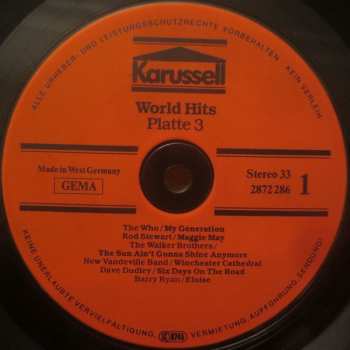 ALLE URHEBER- UND LEISTUNGSSCHUTZRECHTE VORBEHALTEN · KEIN VERLEIH
Karussell
World Hits
Platte 3
Made in West Germany
GEMA
Stereo 33
2872 286
1
The Who/My Generation
Rod Stewart/Maggie May
The Walker Brothers/
The Sun Ain't Gonna Shine Anymore
New Vaudeville Band/Winchester Cathedral
Dave Dudley/Six Days On The Road
Barry Ryan/Eloise
KEINE UNERLAUBTE VERVIELFÄLTIGUNG, VERMIETUNG, AUFFÜHRUNG, SENDUNG!